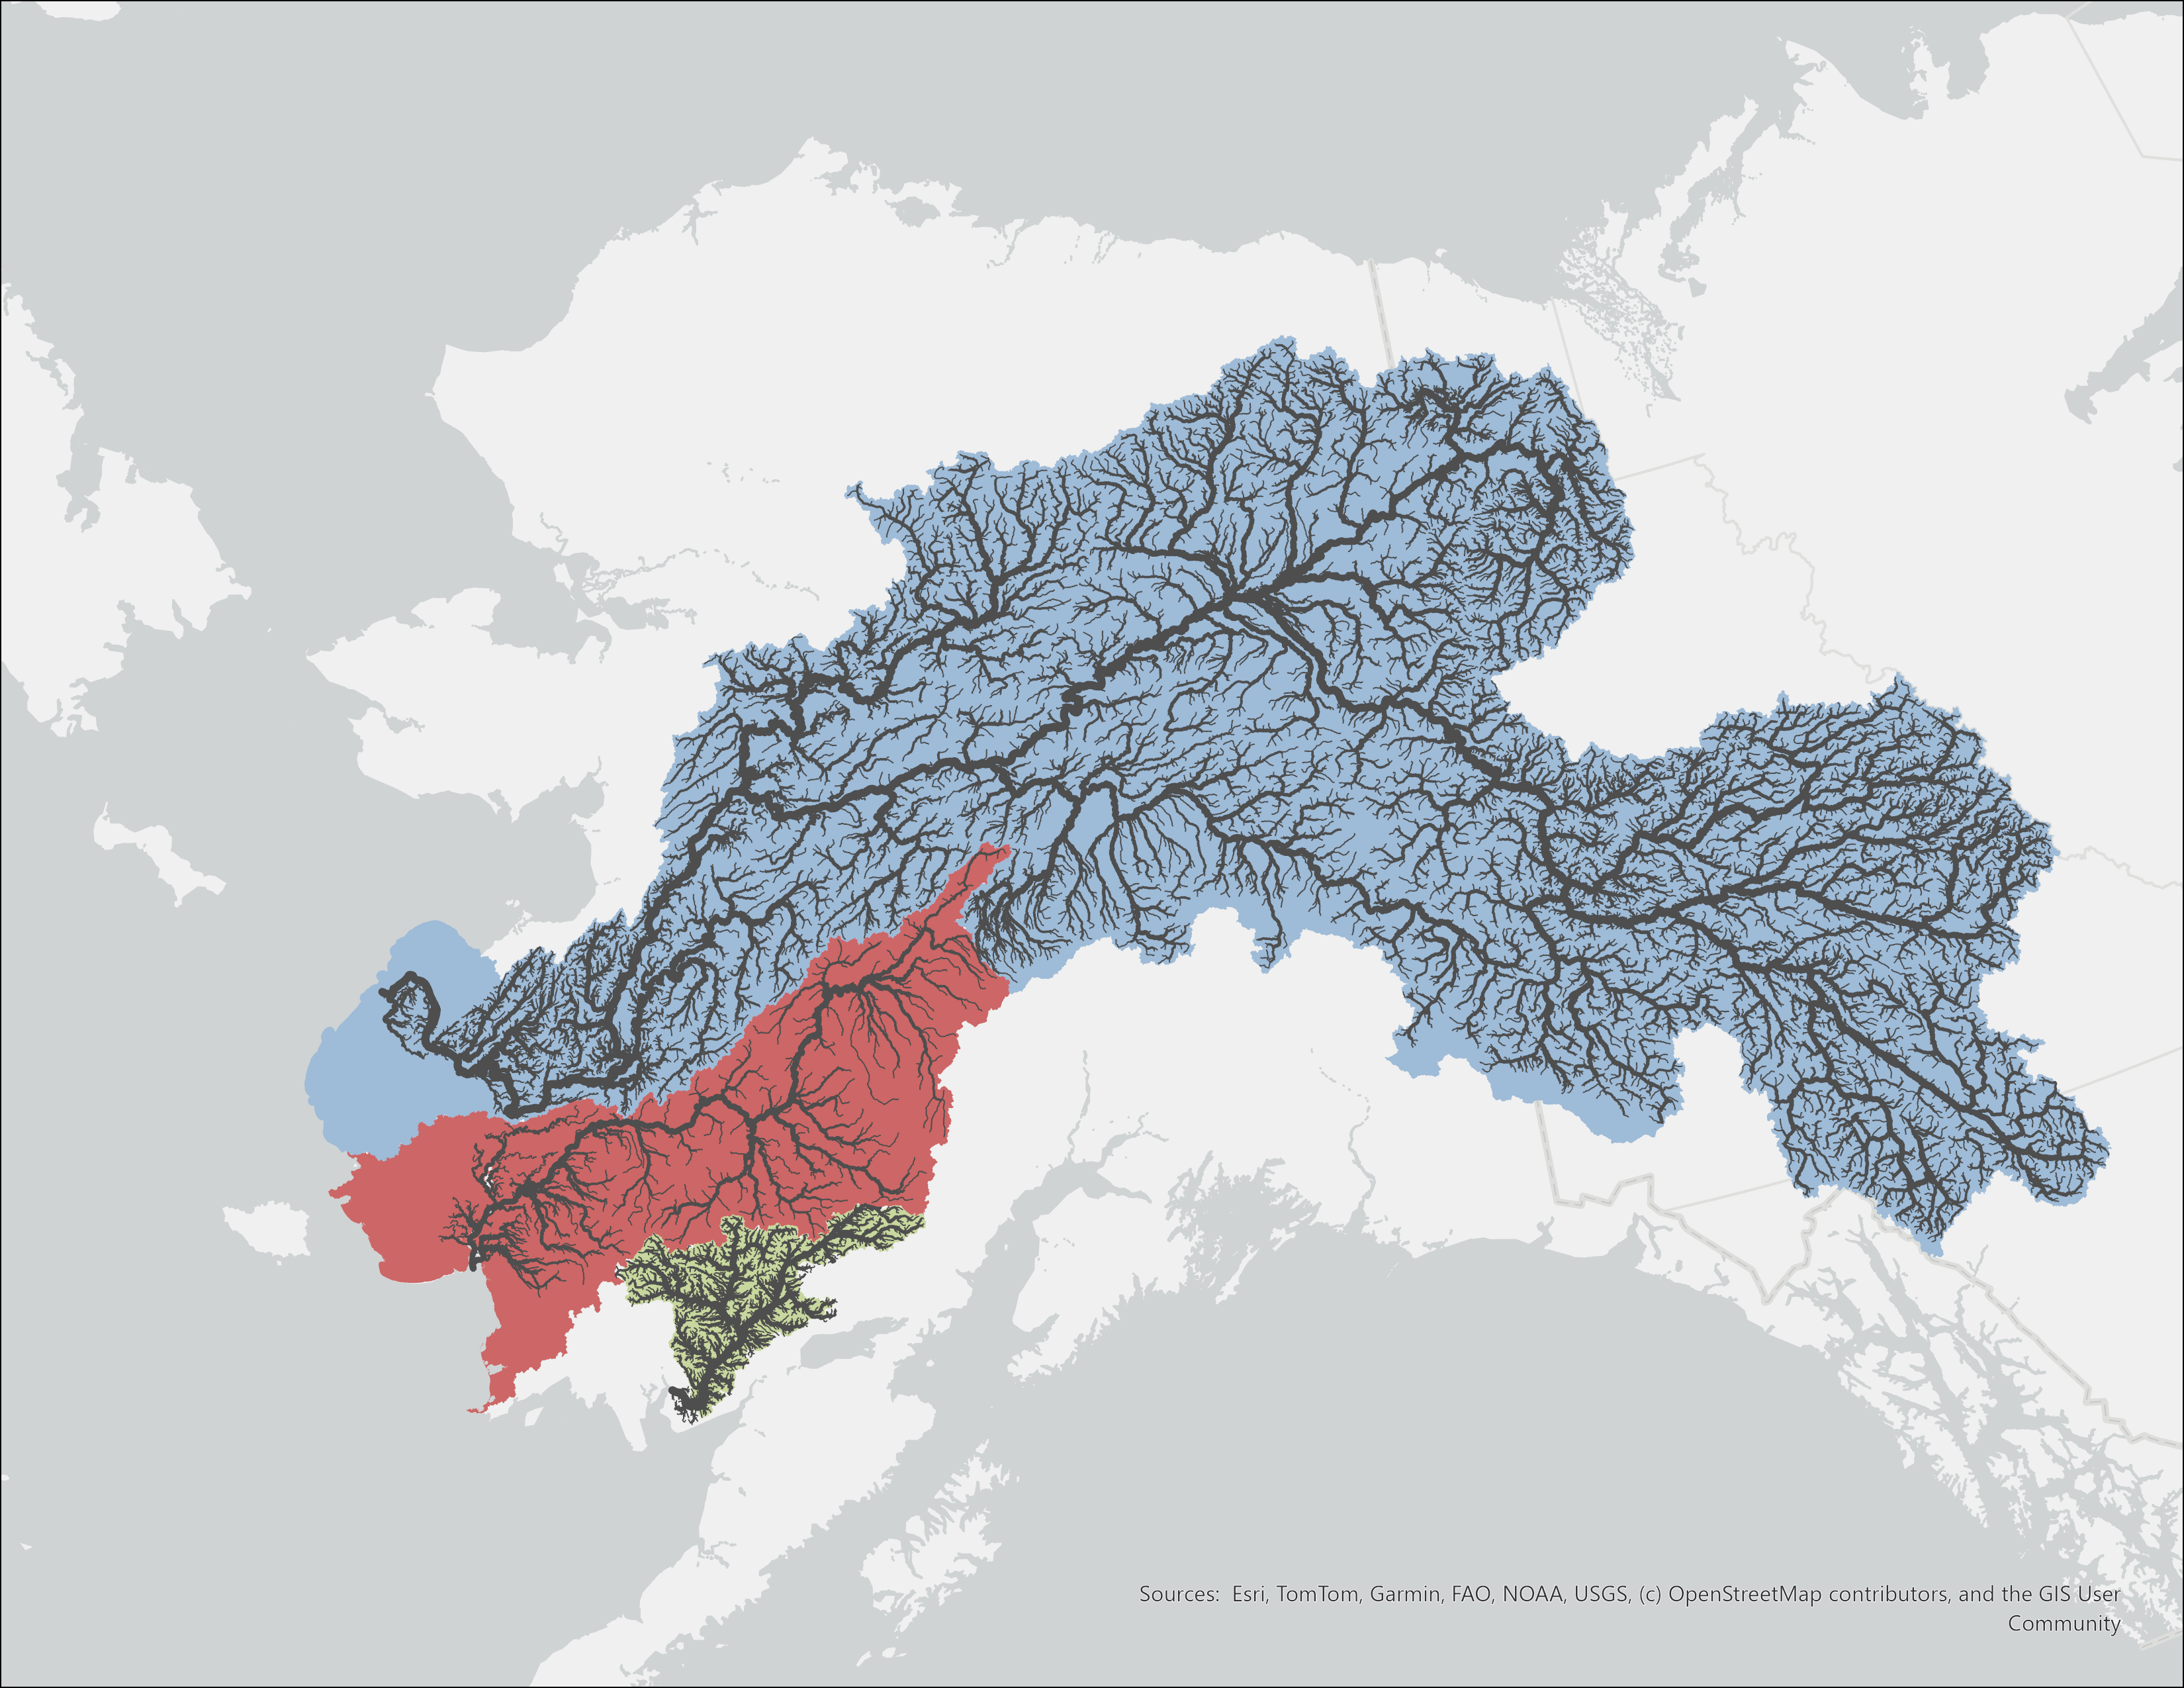 Sources: Esri, TomTom, Garmin, FAO, NOAA, USGS, (c) OpenStreetMap contributors, and the GIS User
Community